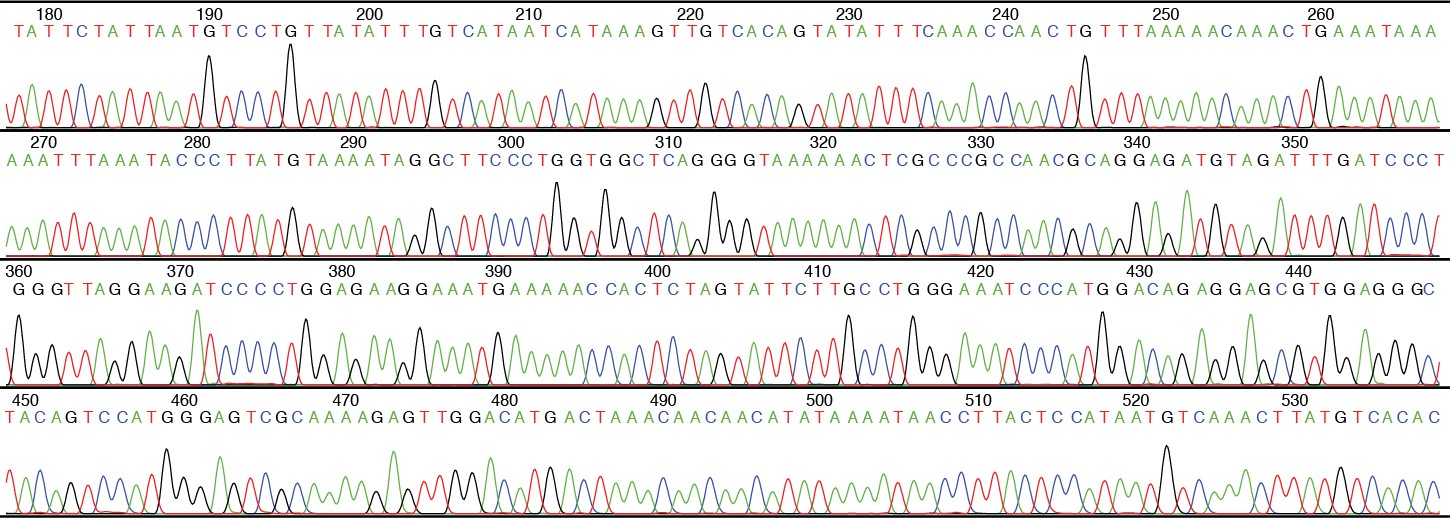 180 190 200 210 220 230 240 250 260
TATTCTATTAATGTCCTGTTATATTTGTCATAATCATAAAGTTGTCACAGTATATTTCAAACCAACTGTTTAAAAACAAACTGAAATAAA
270 280 290 300 310 320 330 340 350
AAATTTAAATACCCTTATGTAAAATAGGCTTCCCTGGTGGCTCAGGGGTAAAAAACTCGCCCGCCAACGCAGGAGATGTAGATTTGATCCCT
360 370 380 390 400 410 420 430 440
GGGTTAGGAAGATCCCCTGGAGAAGGAAATGAAAAACCACTCTAGTATTCTTGCCTGGGAAATCCCATGGACAGAGGAGCGTGGAGGGC
450 460 470 480 490 500 510 520 530
TACAGTCCATGGGAGTCGCAAAAGAGTTGGACATGACTAAACAACAACATATAAAATAACCTTACTCCATAATGTCAAACTTATGTCACAC